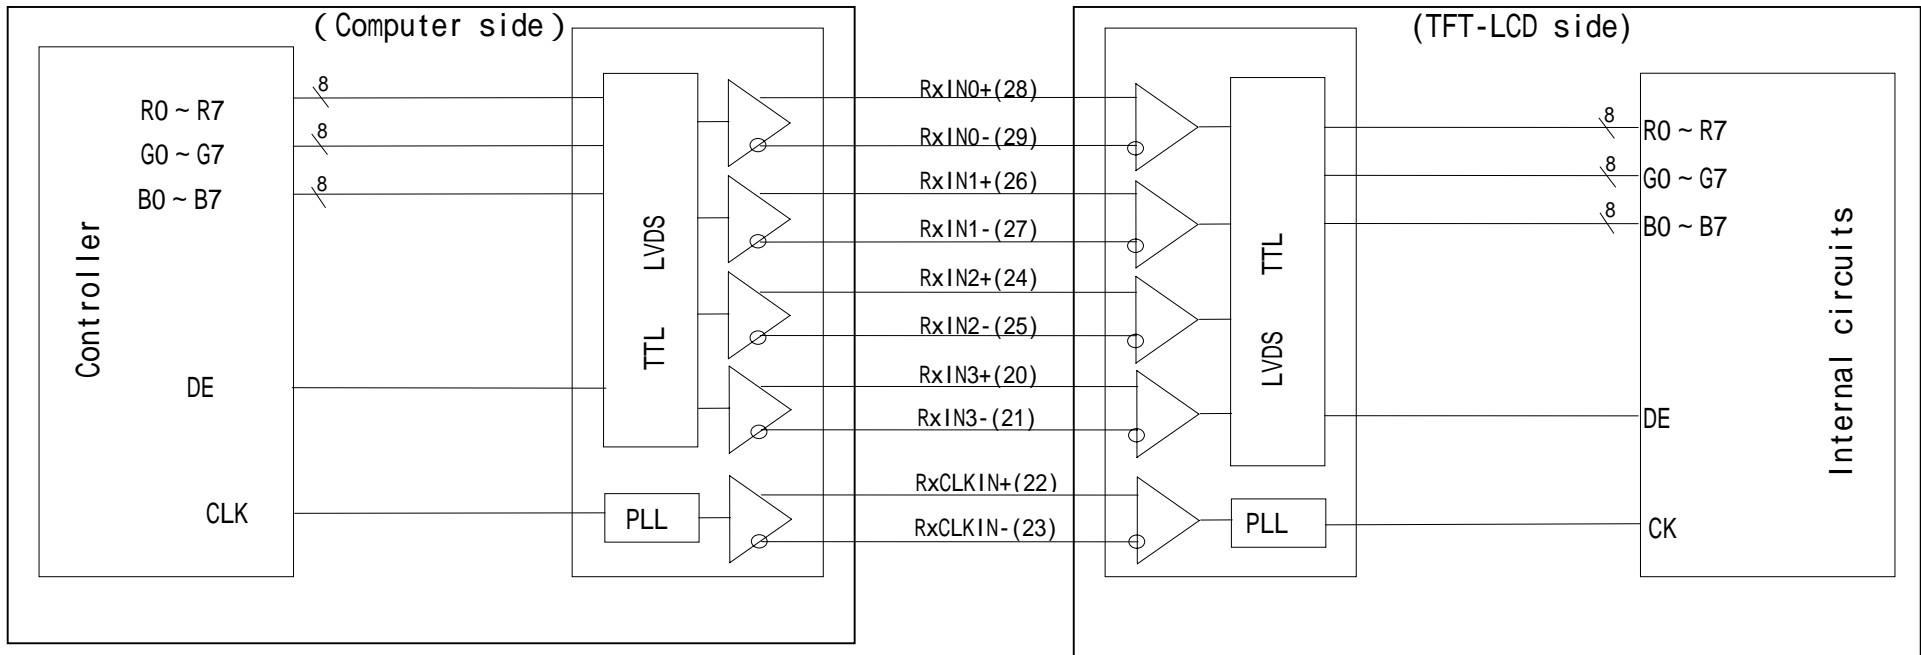 (Computer side)
Controller
R0 ~ R7
G0 ~ G7
B0 ~ B7
DE
CLK
8
8
8
TTL LVDS
PLL
RxIN0+(28)
RxIN0-(29)
RxIN1+(26)
RxIN1-(27)
RxIN2+(24)
RxIN2-(25)
RxIN3+(20)
RxIN3-(21)
RxCLKIN+(22)
RxCLKIN-(23)
(TFT-LCD side)
LVDS TTL
PLL
8
8
8
R0 ~ R7
G0 ~ G7
B0 ~ B7
DE
CK
Internal circuits